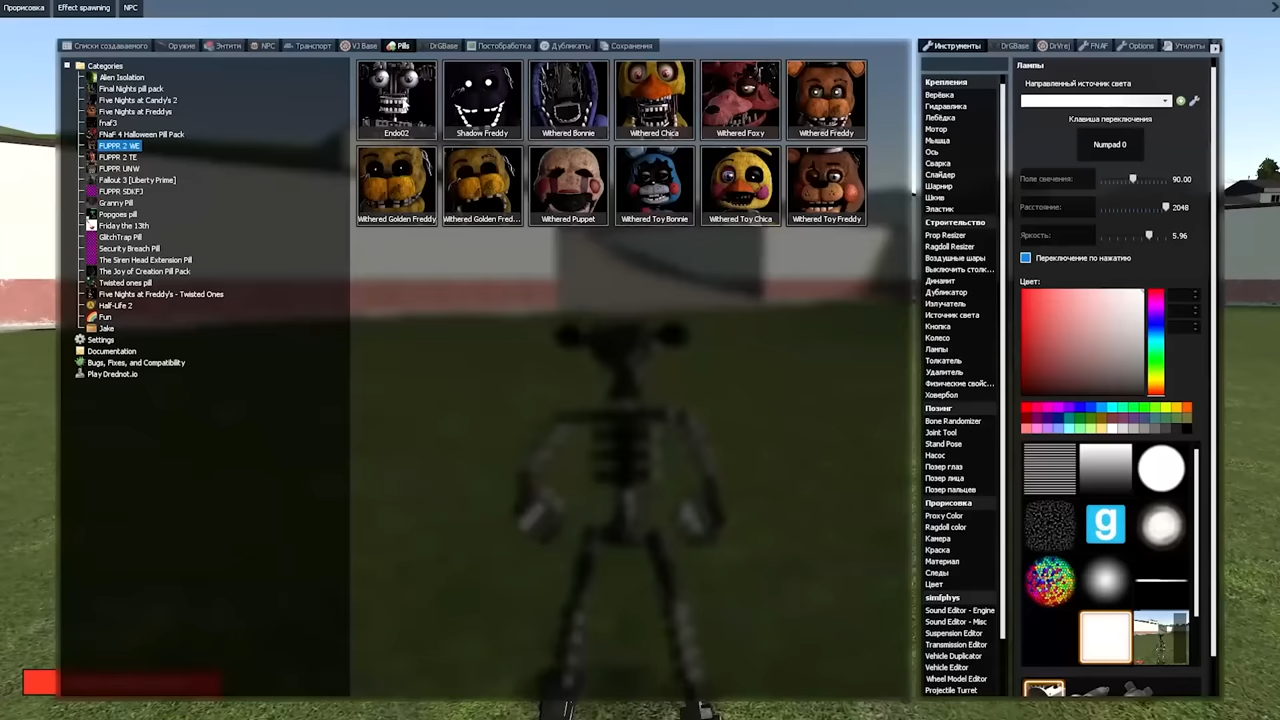 Прорисовка Effect spawning NPC
Списки создаваемого Оружие Энтити NPC Транспорт VJ Base Pills DrGBase Постобработка Дубликаты Сохранения
Categories
Alien Isolation
Final Nights pill pack
Five Nights at Candy's 2
Five Nights at Freddys
fnaf3
FNaF 4 Halloween Pill Pack
FUPPR 2 WE
FUPPR 2 TE
FUPPR UNW
Fallout 3 [Liberty Prime]
FUPPR SDKFJ
Granny Pill
Popgoes pill
Friday the 13th
GlitchTrap Pill
Security Breach Pill
The Siren Head Extension Pill
The Joy of Creation Pill Pack
Twisted ones pill
Five Nights at Freddy's - Twisted Ones
Half-Life 2
Fun
Jake
Settings
Documentation
Bugs, Fixes, and Compatibility
Play Drednot.io
Endo02 Shadow Freddy Withered Bonnie Withered Chica Withered Foxy Withered Freddy
Withered Golden Freddy Withered Golden Fred... Withered Puppet Withered Toy Bonnie Withered Toy Chica Withered Toy Freddy
Инструменты DrGBase DrVrej FNAF Options Утилиты
Крепления
Верёвка
Гидравлика
Лебёдка
Мотор
Мышца
Ось
Сварка
Слайдер
Шарнир
Шкив
Эластик
Строительство
Prop Resizer
Ragdoll Resizer
Воздушные шары
Выключить столк...
Динамит
Дубликатор
Излучатель
Источник света
Кнопка
Колесо
Лампы
Толкатель
Удалитель
Физические свойс...
Ховербол
Позинг
Bone Randomizer
Joint Tool
Stand Pose
Насос
Позер глаз
Позер лица
Позер пальцев
Прорисовка
Proxy Color
Ragdoll color
Камера
Краска
Материал
Следы
Цвет
simfphys
Sound Editor - Engine
Sound Editor - Misc
Suspension Editor
Transmission Editor
Vehicle Duplicator
Vehicle Editor
Wheel Model Editor
Projectile Turret
Лампы
Направленный источник света
Клавиша переключения
Numpad 0
Поле свечения: 90.00
Расстояние: 2048
Яркость: 5.96
Переключение по нажатию
Цвет:
g